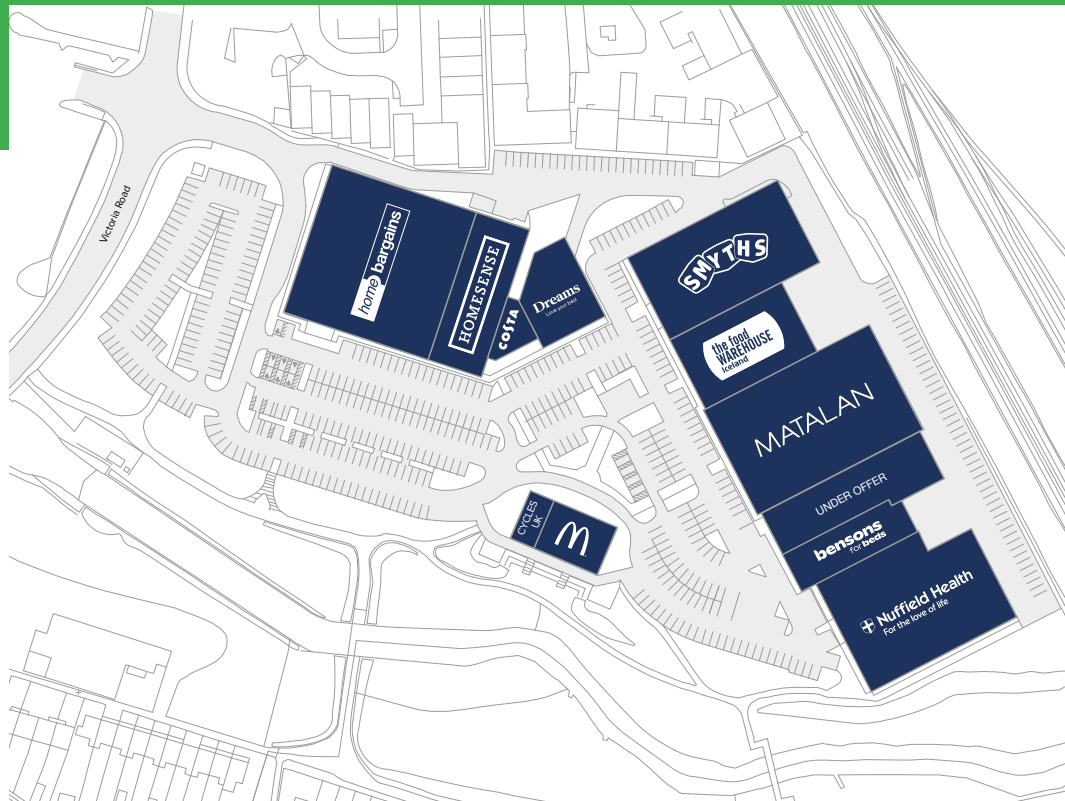 Victoria Road
home bargains
HOMESENSE
COSTA
Dreams
Love your bed
SMYTHS
the food
WAREHOUSE
Iceland
MATALAN
UNDER OFFER
bensons
for beds
Nuffield Health
For the love of life
CYCLES
UK
M